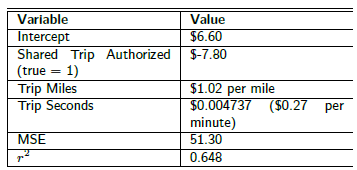 Variable Value
Intercept $6.60
Shared Trip Authorized $-7.80
(true = 1)
Trip Miles $1.02 per mile
Trip Seconds $0.004737 ($0.27 per
minute)
MSE 51.30
r² 0.648